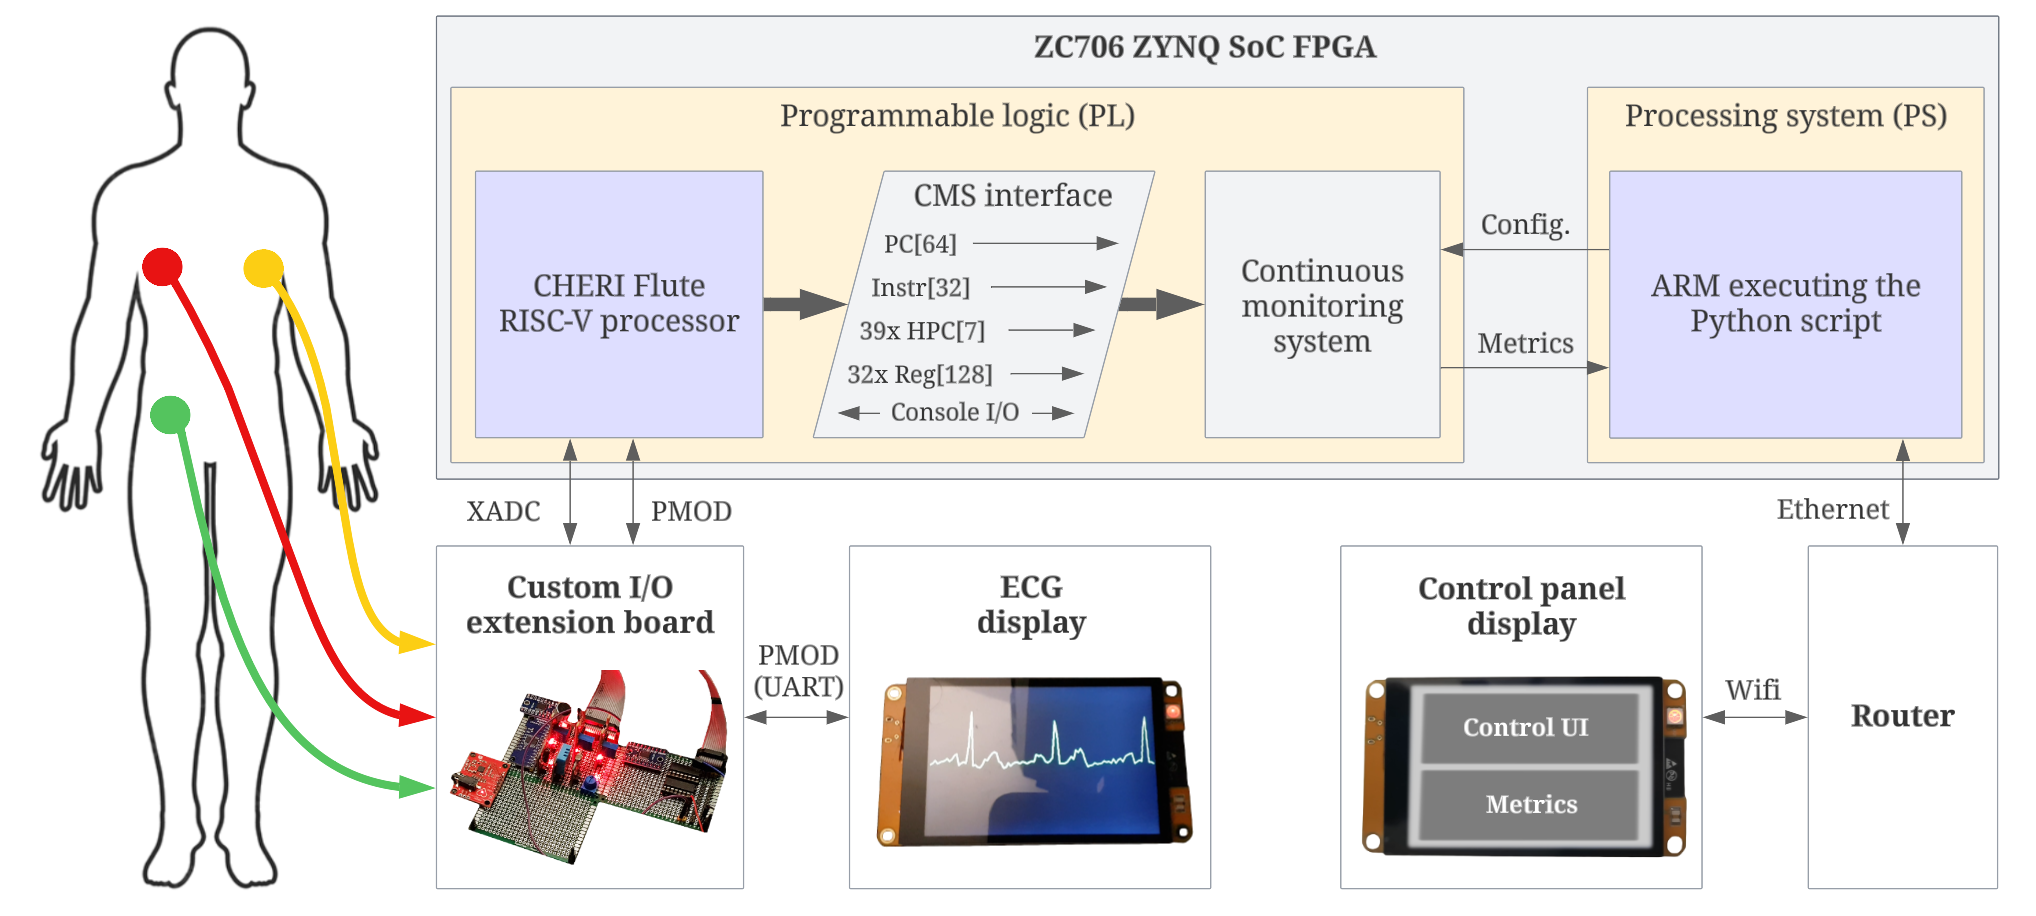 ZC706 ZYNQ SoC FPGA
Programmable logic (PL)
Processing system (PS)
CHERI Flute
RISC-V processor
CMS interface
PC[64]
Instr[32]
39x HPC[7]
32x Reg[128]
Console I/O
Continuous
monitoring
system
Config.
Metrics
ARM executing the
Python script
XADC
PMOD
Ethernet
Custom I/O
extension board
PMOD
(UART)
ECG
display
Control panel
display
Control UI
Metrics
Wifi
Router